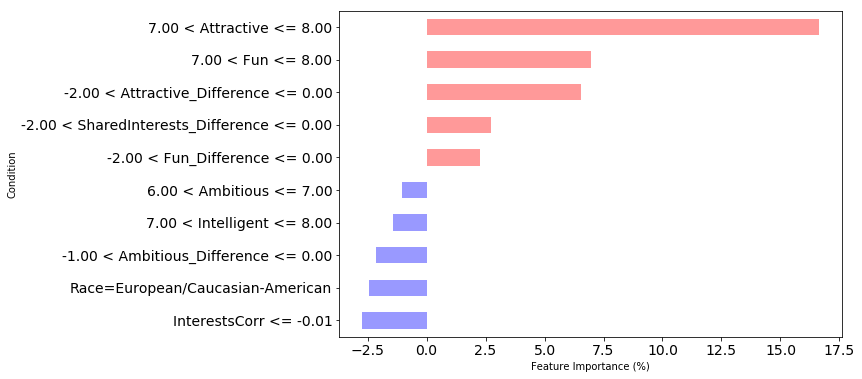 7.00 < Attractive <= 8.00
7.00 < Fun <= 8.00
-2.00 < Attractive_Difference <= 0.00
-2.00 < SharedInterests_Difference <= 0.00
-2.00 < Fun_Difference <= 0.00
6.00 < Ambitious <= 7.00
7.00 < Intelligent <= 8.00
-1.00 < Ambitious_Difference <= 0.00
Race=European/Caucasian-American
InterestsCorr <= -0.01
Condition
−2.5 0.0 2.5 5.0 7.5 10.0 12.5 15.0 17.5
Feature Importance (%)